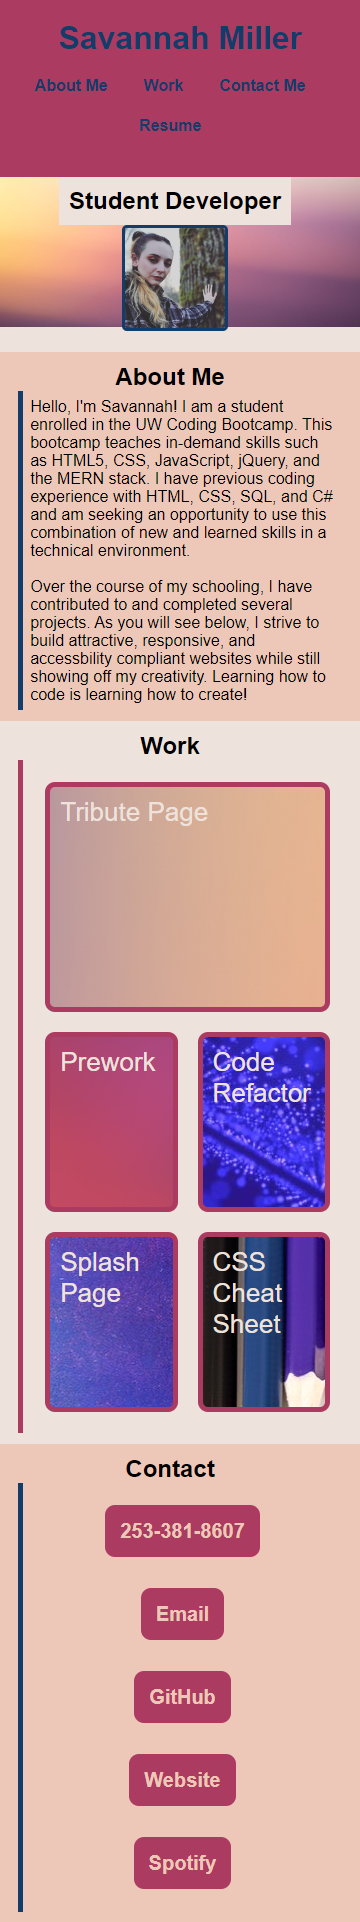 Savannah Miller
About Me Work Contact Me
Resume
Student Developer
About Me
Hello, I'm Savannah! I am a student
enrolled in the UW Coding Bootcamp. This
bootcamp teaches in-demand skills such
as HTML5, CSS, JavaScript, jQuery, and
the MERN stack. I have previous coding
experience with HTML, CSS, SQL, and C#
and am seeking an opportunity to use this
combination of new and learned skills in a
technical environment.
Over the course of my schooling, I have
contributed to and completed several
projects. As you will see below, I strive to
build attractive, responsive, and
accessbility compliant websites while still
showing off my creativity. Learning how to
code is learning how to create!
Work
Tribute Page
Prework
Code
Refactor
Splash
Page
CSS
Cheat
Sheet
Contact
253-381-8607
Email
GitHub
Website
Spotify